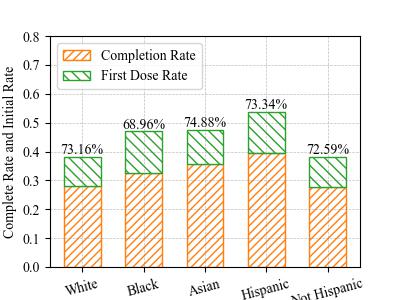 Complete Rate and Initial Rate
0.8
0.7
0.6
0.5
0.4
0.3
0.2
0.1
0.0
Completion Rate
First Dose Rate
73.16%
68.96%
74.88%
73.34%
72.59%
White
Black
Asian
Hispanic
Not Hispanic